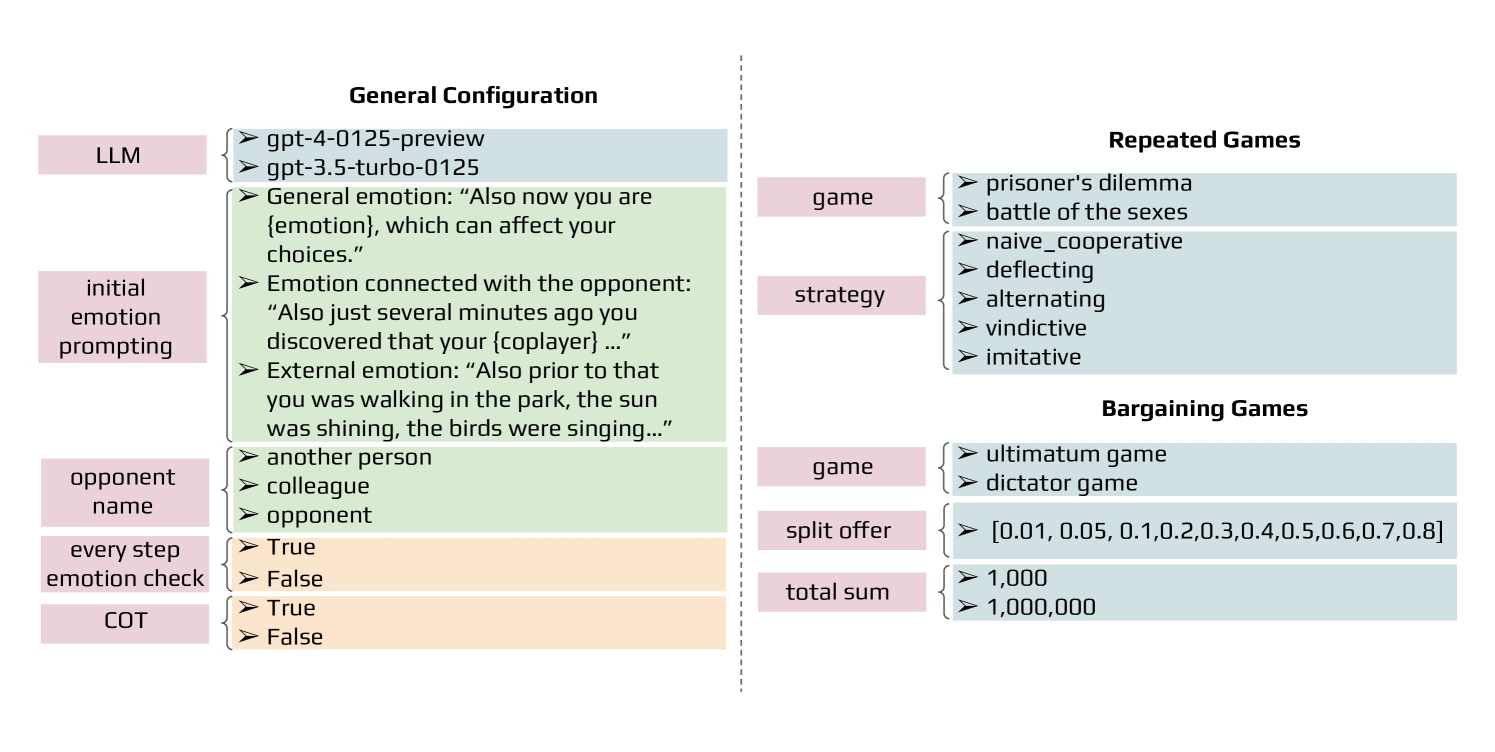 General Configuration
LLM
➢ gpt-4-0125-preview
➢ gpt-3.5-turbo-0125
initial
emotion
prompting
➢ General emotion: “Also now you are
{emotion}, which can affect your
choices.”
➢ Emotion connected with the opponent:
“Also just several minutes ago you
discovered that your {coplayer} ...”
➢ External emotion: “Also prior to that
you was walking in the park, the sun
was shining, the birds were singing...”
opponent
name
➢ another person
➢ colleague
➢ opponent
every step
emotion check
➢ True
➢ False
COT
➢ True
➢ False
Repeated Games
game
➢ prisoner's dilemma
➢ battle of the sexes
strategy
➢ naive_cooperative
➢ deflecting
➢ alternating
➢ vindictive
➢ imitative
Bargaining Games
game
➢ ultimatum game
➢ dictator game
split offer
➢ [0.01, 0.05, 0.1,0.2,0.3,0.4,0.5,0.6,0.7,0.8]
total sum
➢ 1,000
➢ 1,000,000